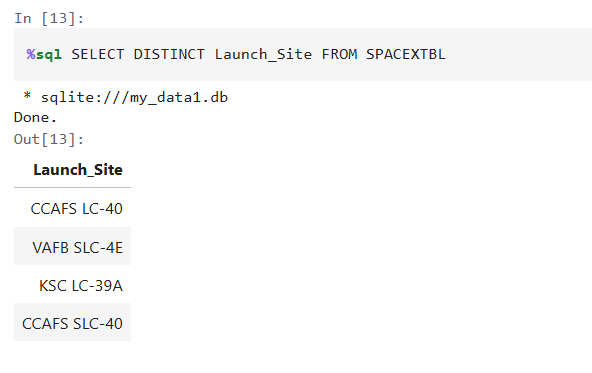 In [13]:
%sql SELECT DISTINCT Launch_Site FROM SPACEXTBL
* sqlite:///my_data1.db
Done.
Out[13]:
Launch_Site
CCAFS LC-40
VAFB SLC-4E
KSC LC-39A
CCAFS SLC-40